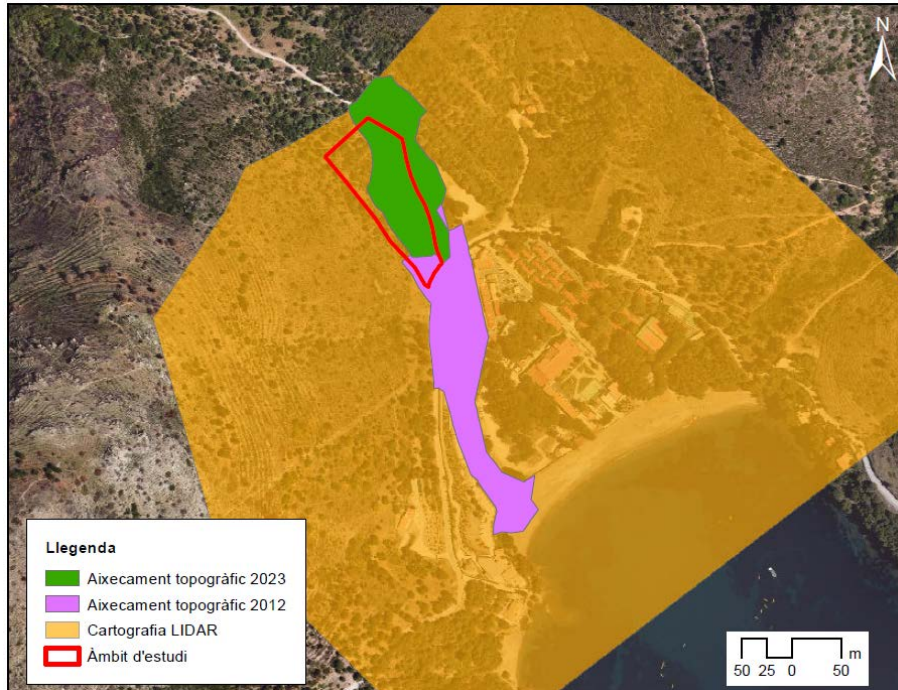 N
Llegenda
Aixecament topogràfic 2023
Aixecament topogràfic 2012
Cartografia LIDAR
Àmbit d'estudi
50 25 0 50 m